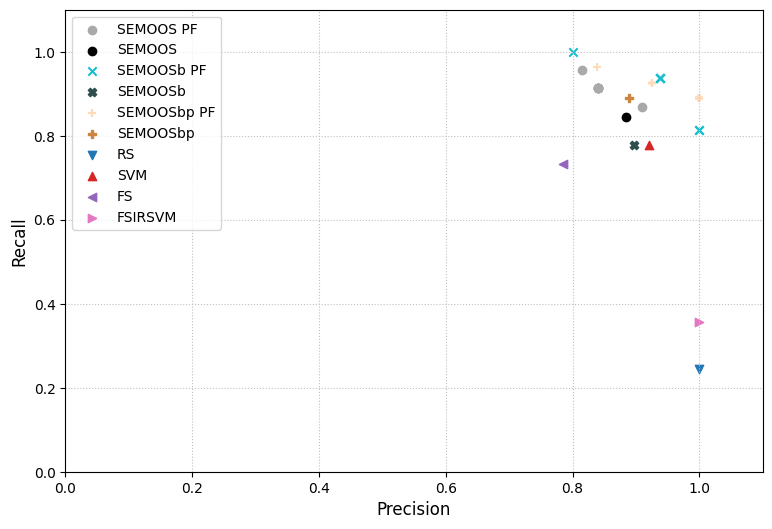 SEMOOS PF
SEMOOS
SEMOOSb PF
SEMOOSb
SEMOOSbp PF
SEMOOSbp
RS
SVM
FS
FSIRSVM
1.0
0.8
0.6
0.4
0.2
0.0
Recall
0.0 0.2 0.4 0.6 0.8 1.0
Precision